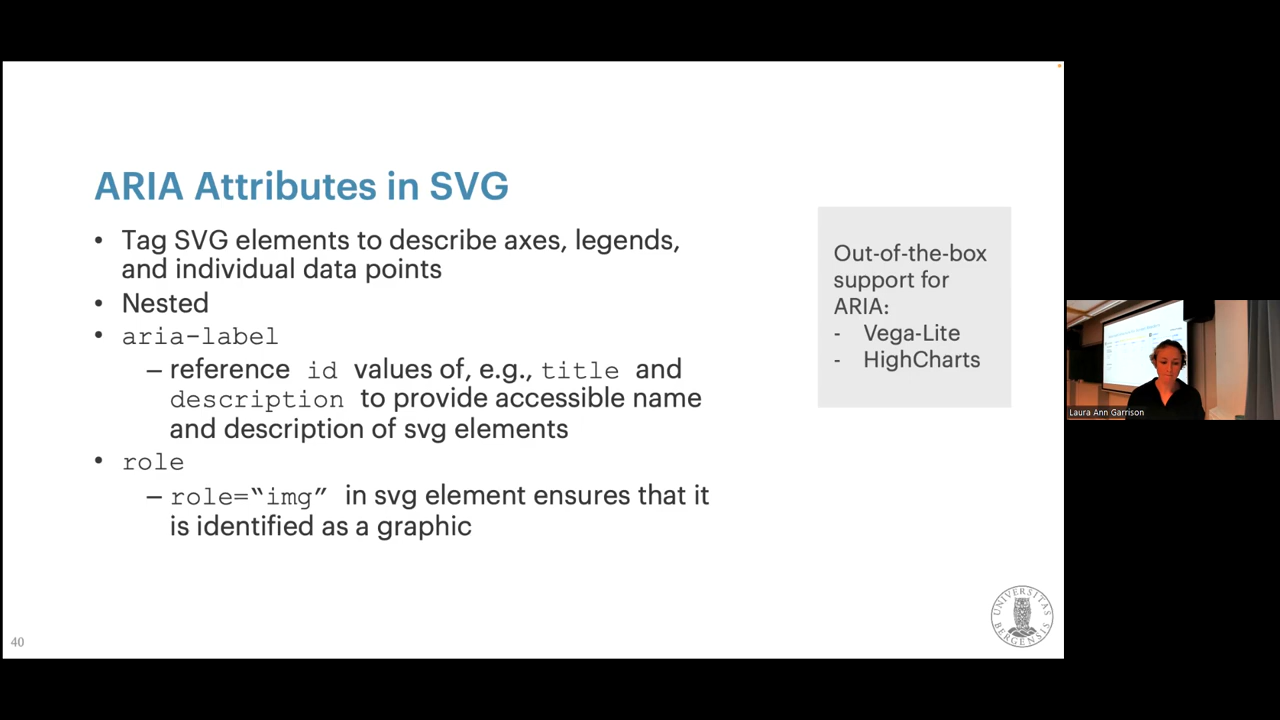 ARIA Attributes in SVG
• Tag SVG elements to describe axes, legends,
and individual data points
• Nested
• aria-label
– reference id values of, e.g., title and
description to provide accessible name
and description of svg elements
• role
– role=“img” in svg element ensures that it
is identified as a graphic
Out-of-the-box
support for
ARIA:
- Vega-Lite
- HighCharts
UNIVERSITAS
BERGENSIS
40
Laura Ann Garrison